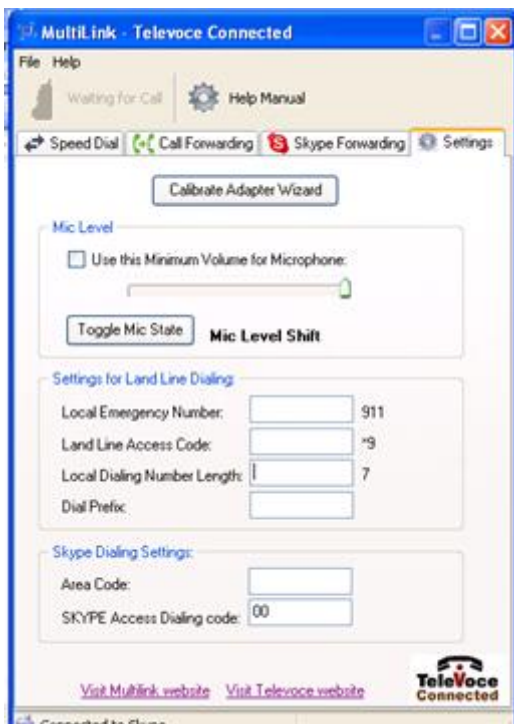 MultiLink - Televoce Connected
File Help
Waiting for Call Help Manual
Speed Dial Call Forwarding Skype Forwarding Settings
Calibrate Adapter Wizard
Mic Level
Use this Minimum Volume for Microphone:
Toggle Mic State Mic Level Shift
Settings for Land Line Dialing:
Local Emergency Number: 911
Land Line Access Code: *9
Local Dialing Number Length: 7
Dial Prefix:
Skype Dialing Settings:
Area Code:
SKYPE Access Dialing code: 00
Visit Multilink website Visit Televoce website
TeleVoce
Connected
Connected to Skype